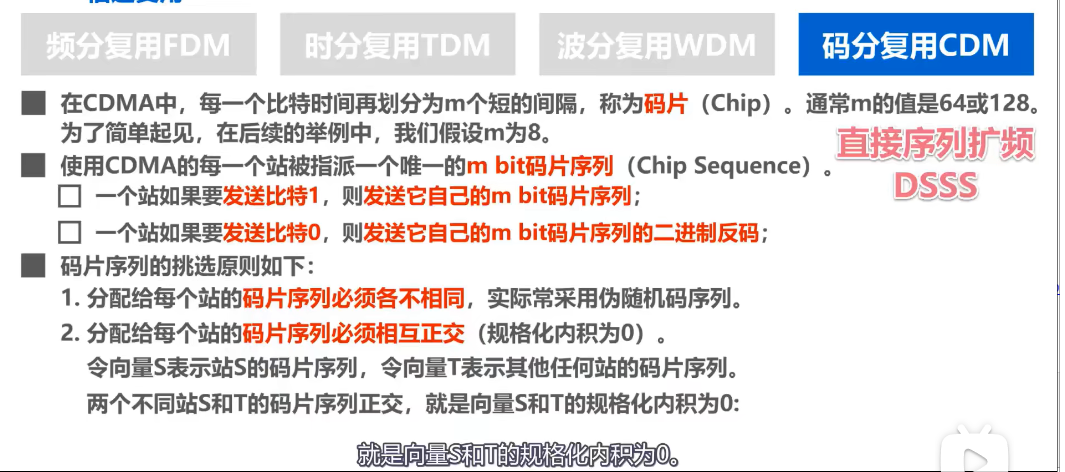 频分复用FDM
时分复用TDM
波分复用WDM
码分复用CDM
在CDMA中，每一个比特时间再划分为m个短的间隔，称为码片（Chip）。通常m的值是64或128。
为了简单起见，在后续的举例中，我们假设m为8。
直接序列扩频
DSSS
使用CDMA的每一个站被指派一个唯一的m bit码片序列（Chip Sequence）。
一个站如果要发送比特1，则发送它自己的m bit码片序列；
一个站如果要发送比特0，则发送它自己的m bit码片序列的二进制反码；
码片序列的挑选原则如下：
1. 分配给每个站的码片序列必须各不相同，实际常采用伪随机码序列。
2. 分配给每个站的码片序列必须相互正交（规格化内积为0）。
令向量S表示站S的码片序列，令向量T表示其他任何站的码片序列。
两个不同站S和T的码片序列正交，就是向量S和T的规格化内积为0:
就是向量S和T的规格化内积为0。